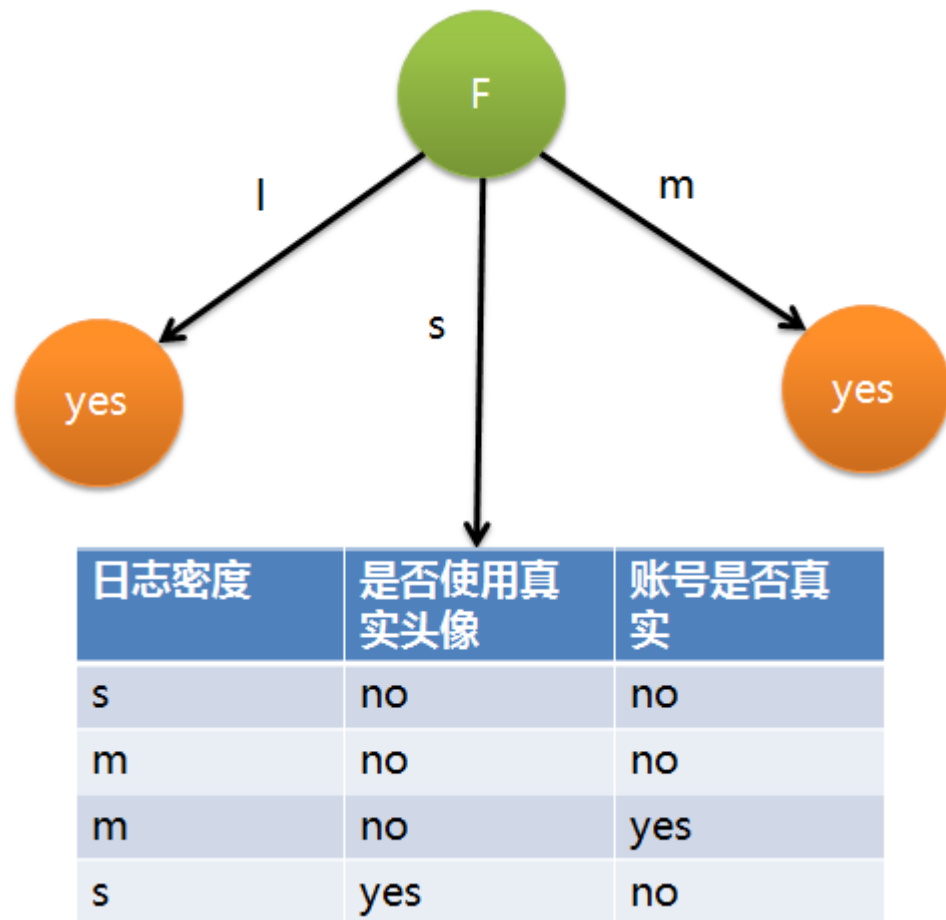 F
l
m
s
yes
yes
日志密度
是否使用真
实头像
账号是否真
实
s no no
m no no
m no yes
s yes no